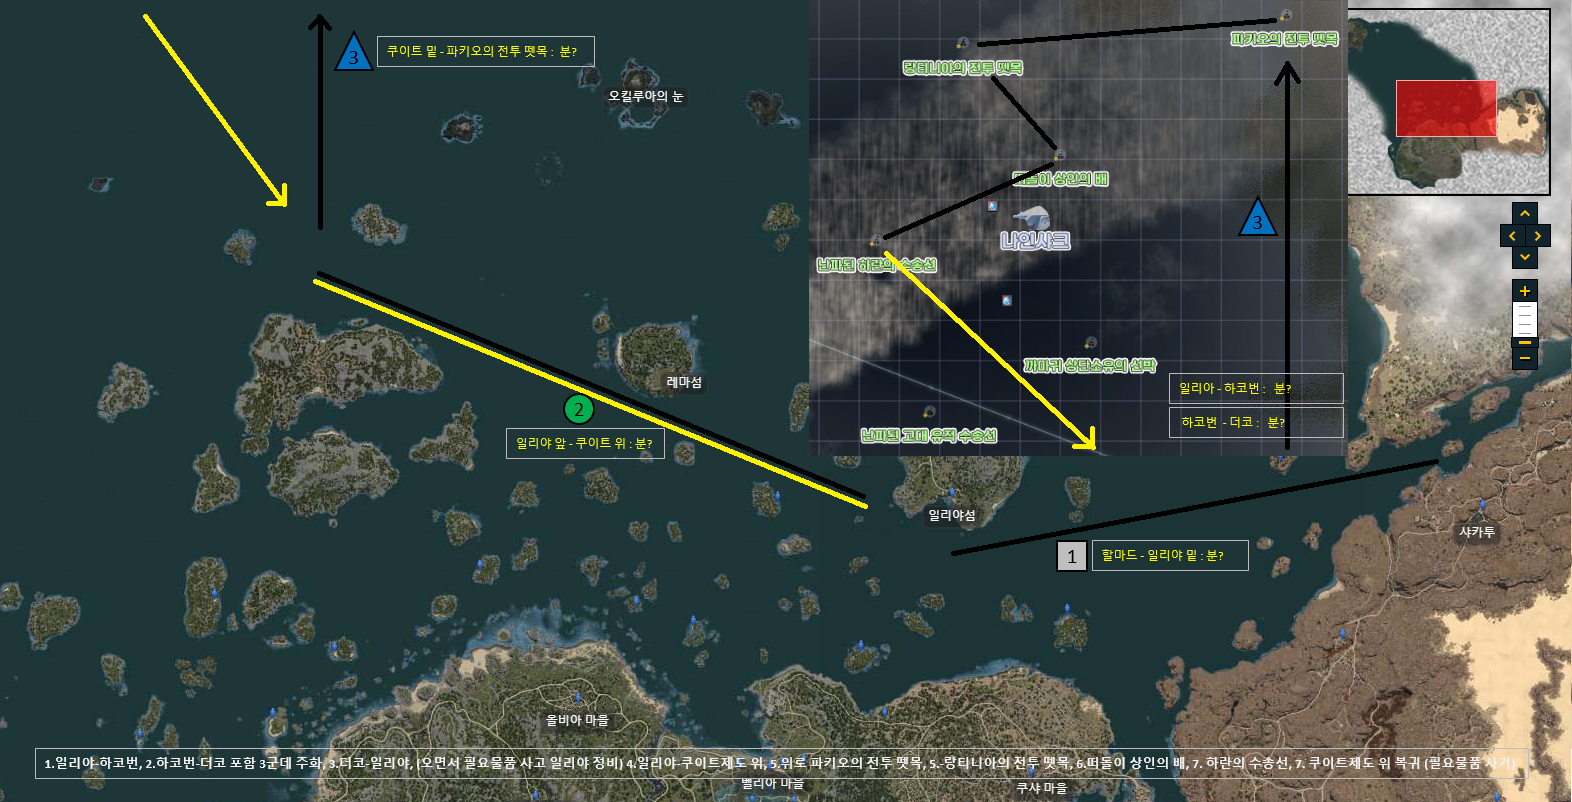 3
쿠이트 밑 - 파키오의 전투 뗏목 : 분?
오킬루아의 눈
파키오의 전투 뗏목
랑티니아의 전투 뗏목
떠돌이 상인의 배
나인샤크
3
난파된 하란의 수송선
까마귀 상단소유의 선박
일리아 - 하코번 : 분?
하코번 - 더코 : 분?
난파된 고대 유적 수송선
레마섬
2
일리야 앞 - 쿠이트 위 : 분?
일리야섬
샤카투
1
할마드 - 일리야 밑 : 분?
올비아 마을
1.일리야-하코번, 2.하코번-더코 포함 3군데 주화, 3.더코-일리야, (오면서 필요물품 사고 일리야 정비) 4.일리야-쿠이트제도 위, 5.위로 파키오의 전투 뗏목, 5.-랑티니아의 전투 뗏목, 6.떠돌이 상인의 배, 7. 하란의 수송선, 7. 쿠이트제도 위 복귀 (필요물품 사기)
벨리아 마을
쿠샤 마을